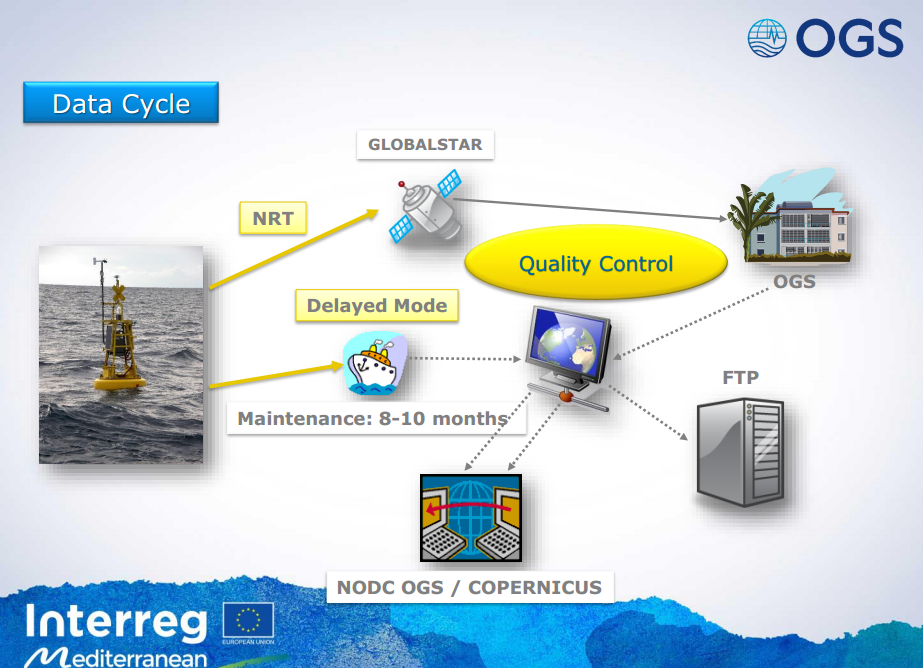 OGS
Data Cycle
GLOBALSTAR
NRT
Quality Control
OGS
Delayed Mode
FTP
Maintenance: 8-10 months
NODC OGS / COPERNICUS
Interreg
EUROPEAN UNION
Mediterranean